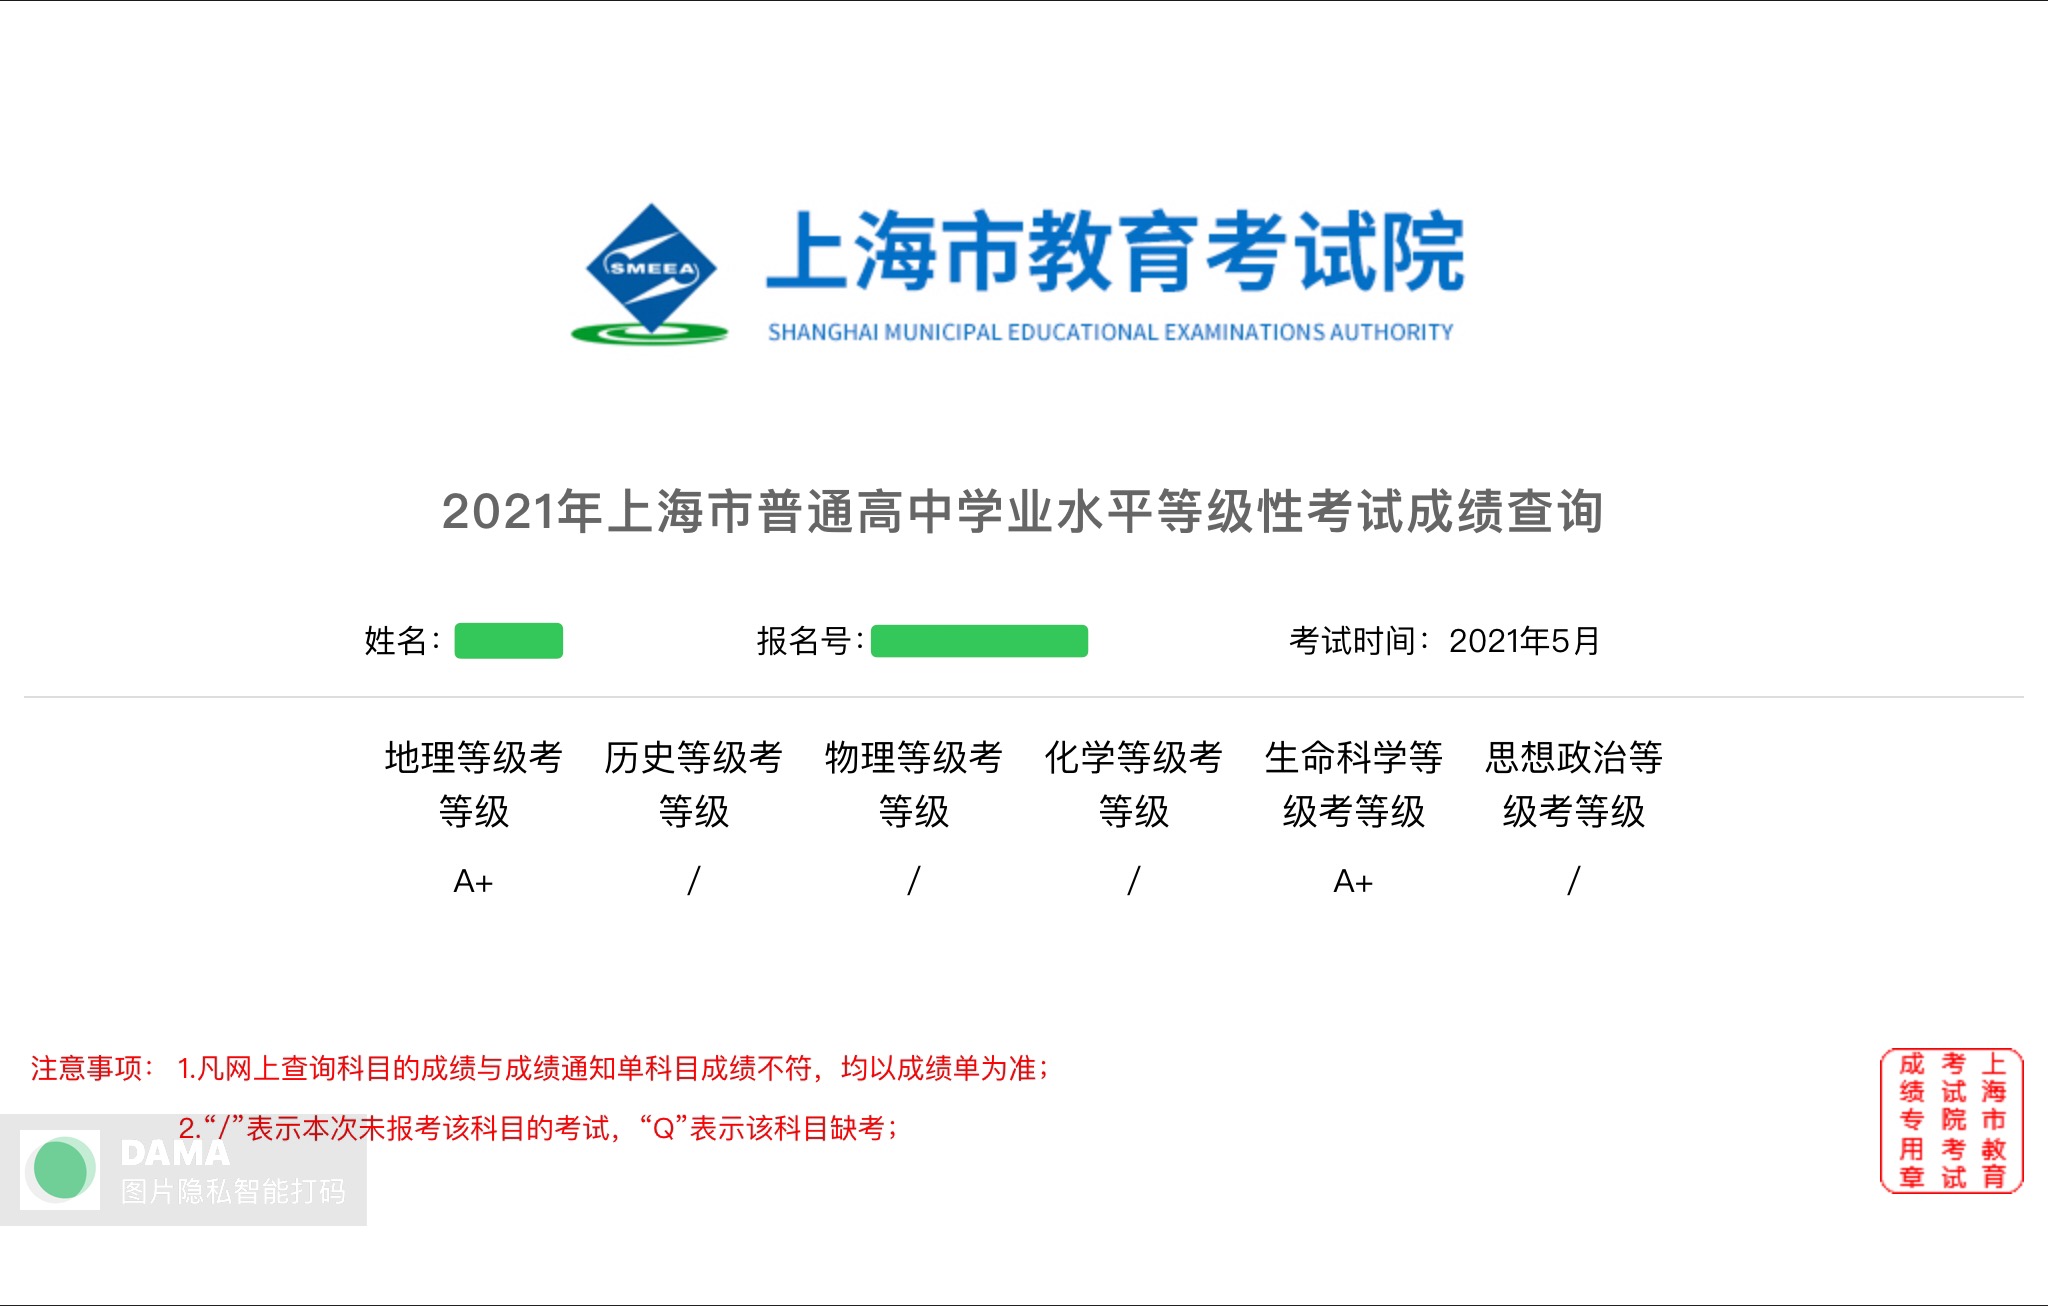 SMEEA
上海市教育考试院
SHANGHAI MUNICIPAL EDUCATIONAL EXAMINATIONS AUTHORITY
2021年上海市普通高中学业水平等级性考试成绩查询
姓名： 报名号： 考试时间：2021年5月
地理等级考 历史等级考 物理等级考 化学等级考 生命科学等 思想政治等
等级 等级 等级 等级 级考等级 级考等级
A+ / / / A+ /
注意事项： 1.凡网上查询科目的成绩与成绩通知单科目成绩不符，均以成绩单为准；
2.“/”表示本次未报考该科目的考试，“Q”表示该科目缺考；
DAMA
图片隐私智能打码
上海市教育
考试院考试
成绩专用章